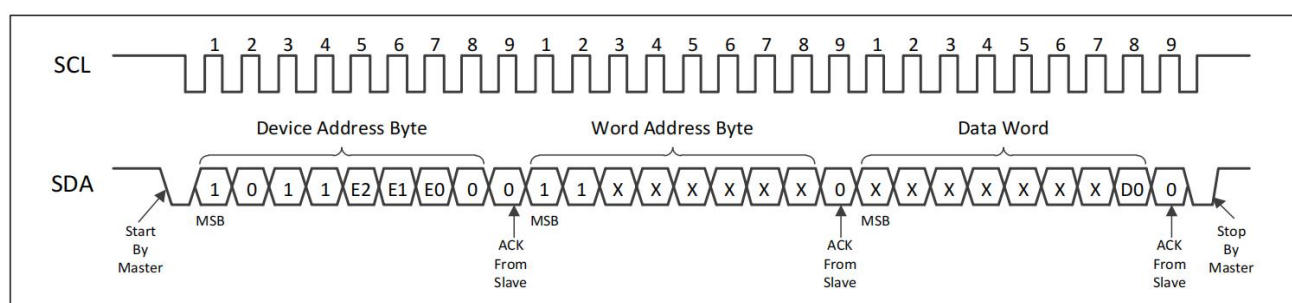 1 2 3 4 5 6 7 8 9 1 2 3 4 5 6 7 8 9 1 2 3 4 5 6 7 8 9
SCL
Device Address Byte Word Address Byte Data Word
SDA 1 0 1 1 E2 E1 E0 0 0 1 1 X X X X X X 0 X X X X X X X D0 0
MSB MSB MSB
Start
By
Master
ACK
From
Slave
ACK
From
Slave
ACK
From
Slave
Stop
By
Master